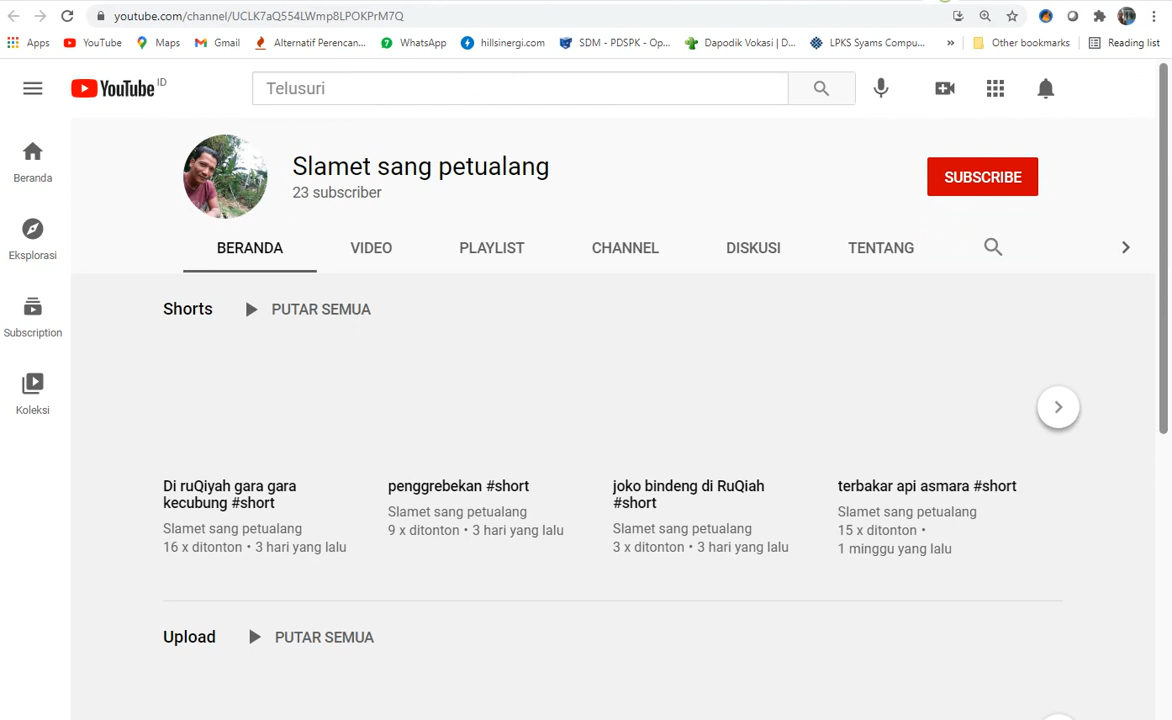 youtube.com/channel/UCLK7aQ554LWmp8LPOKPrM7Q
Apps YouTube Maps Gmail Alternatif Perencan... WhatsApp hillsinergi.com SDM - PDSPK - Op... Dapodik Vokasi | D... LPKS Syams Compu... » Other bookmarks Reading list
YouTube ID
Telusuri
Slamet sang petualang
23 subscriber
SUBSCRIBE
Beranda
Eksplorasi
Subscription
Koleksi
BERANDA VIDEO PLAYLIST CHANNEL DISKUSI TENTANG
Shorts PUTAR SEMUA
Di ruQiyah gara gara
kecubung #short
Slamet sang petualang
16 x ditonton • 3 hari yang lalu
penggrebekan #short
Slamet sang petualang
9 x ditonton • 3 hari yang lalu
joko bindeng di RuQiah
#short
Slamet sang petualang
3 x ditonton • 3 hari yang lalu
terbakar api asmara #short
Slamet sang petualang
15 x ditonton •
1 minggu yang lalu
Upload PUTAR SEMUA